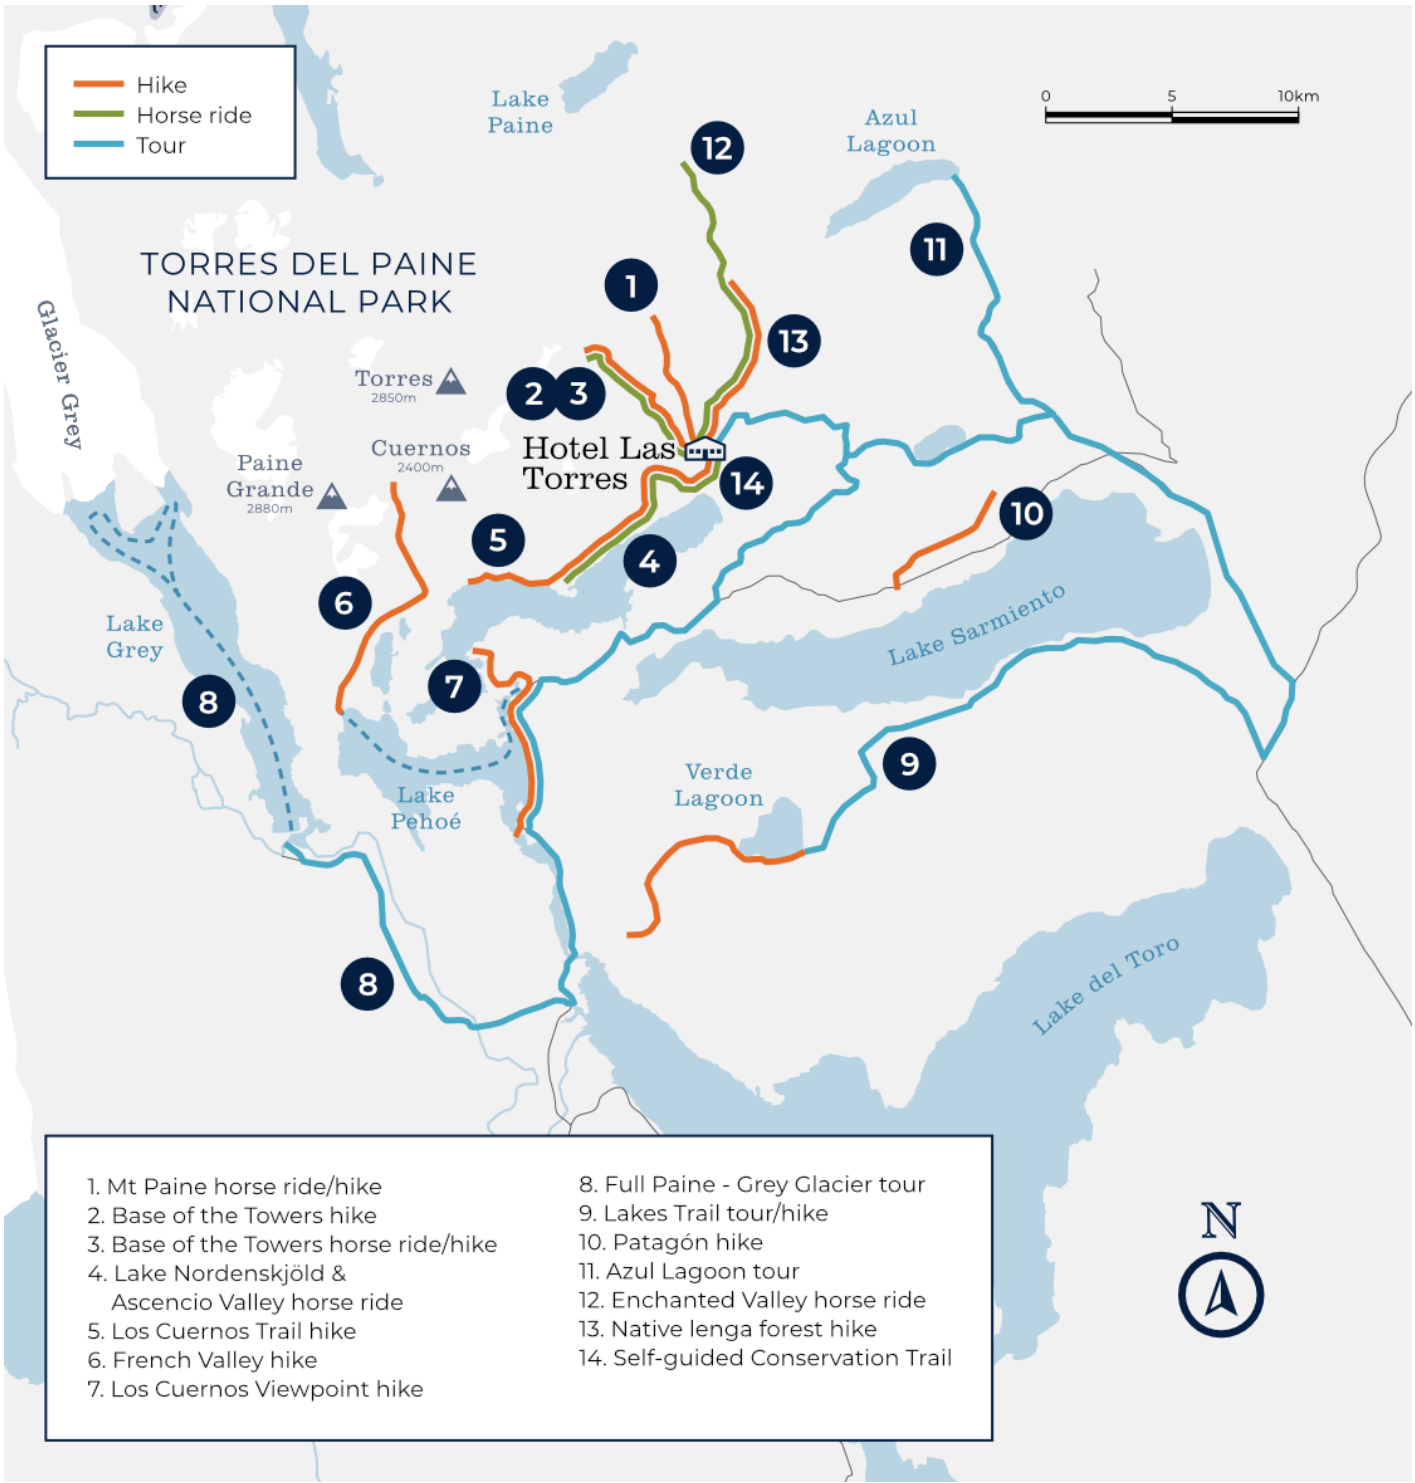 Hike
Horse ride
Tour
Lake
Paine
Azul
Lagoon
0 5 10km
12
11
TORRES DEL PAINE
NATIONAL PARK
1
13
Glacier Grey
Torres
2850m
2 3
Cuernos
2400m
Hotel Las
Torres
Paine
Grande
2880m
14
10
5
4
6
Lake
Grey
Lake Sarmiento
7
8
9
Verde
Lagoon
Lake
Pehoé
Lake del Toro
8
1. Mt Paine horse ride/hike
2. Base of the Towers hike
3. Base of the Towers horse ride/hike
4. Lake Nordenskjöld &
Ascencio Valley horse ride
5. Los Cuernos Trail hike
6. French Valley hike
7. Los Cuernos Viewpoint hike
8. Full Paine - Grey Glacier tour
9. Lakes Trail tour/hike
10. Patagón hike
11. Azul Lagoon tour
12. Enchanted Valley horse ride
13. Native lenga forest hike
14. Self-guided Conservation Trail
N